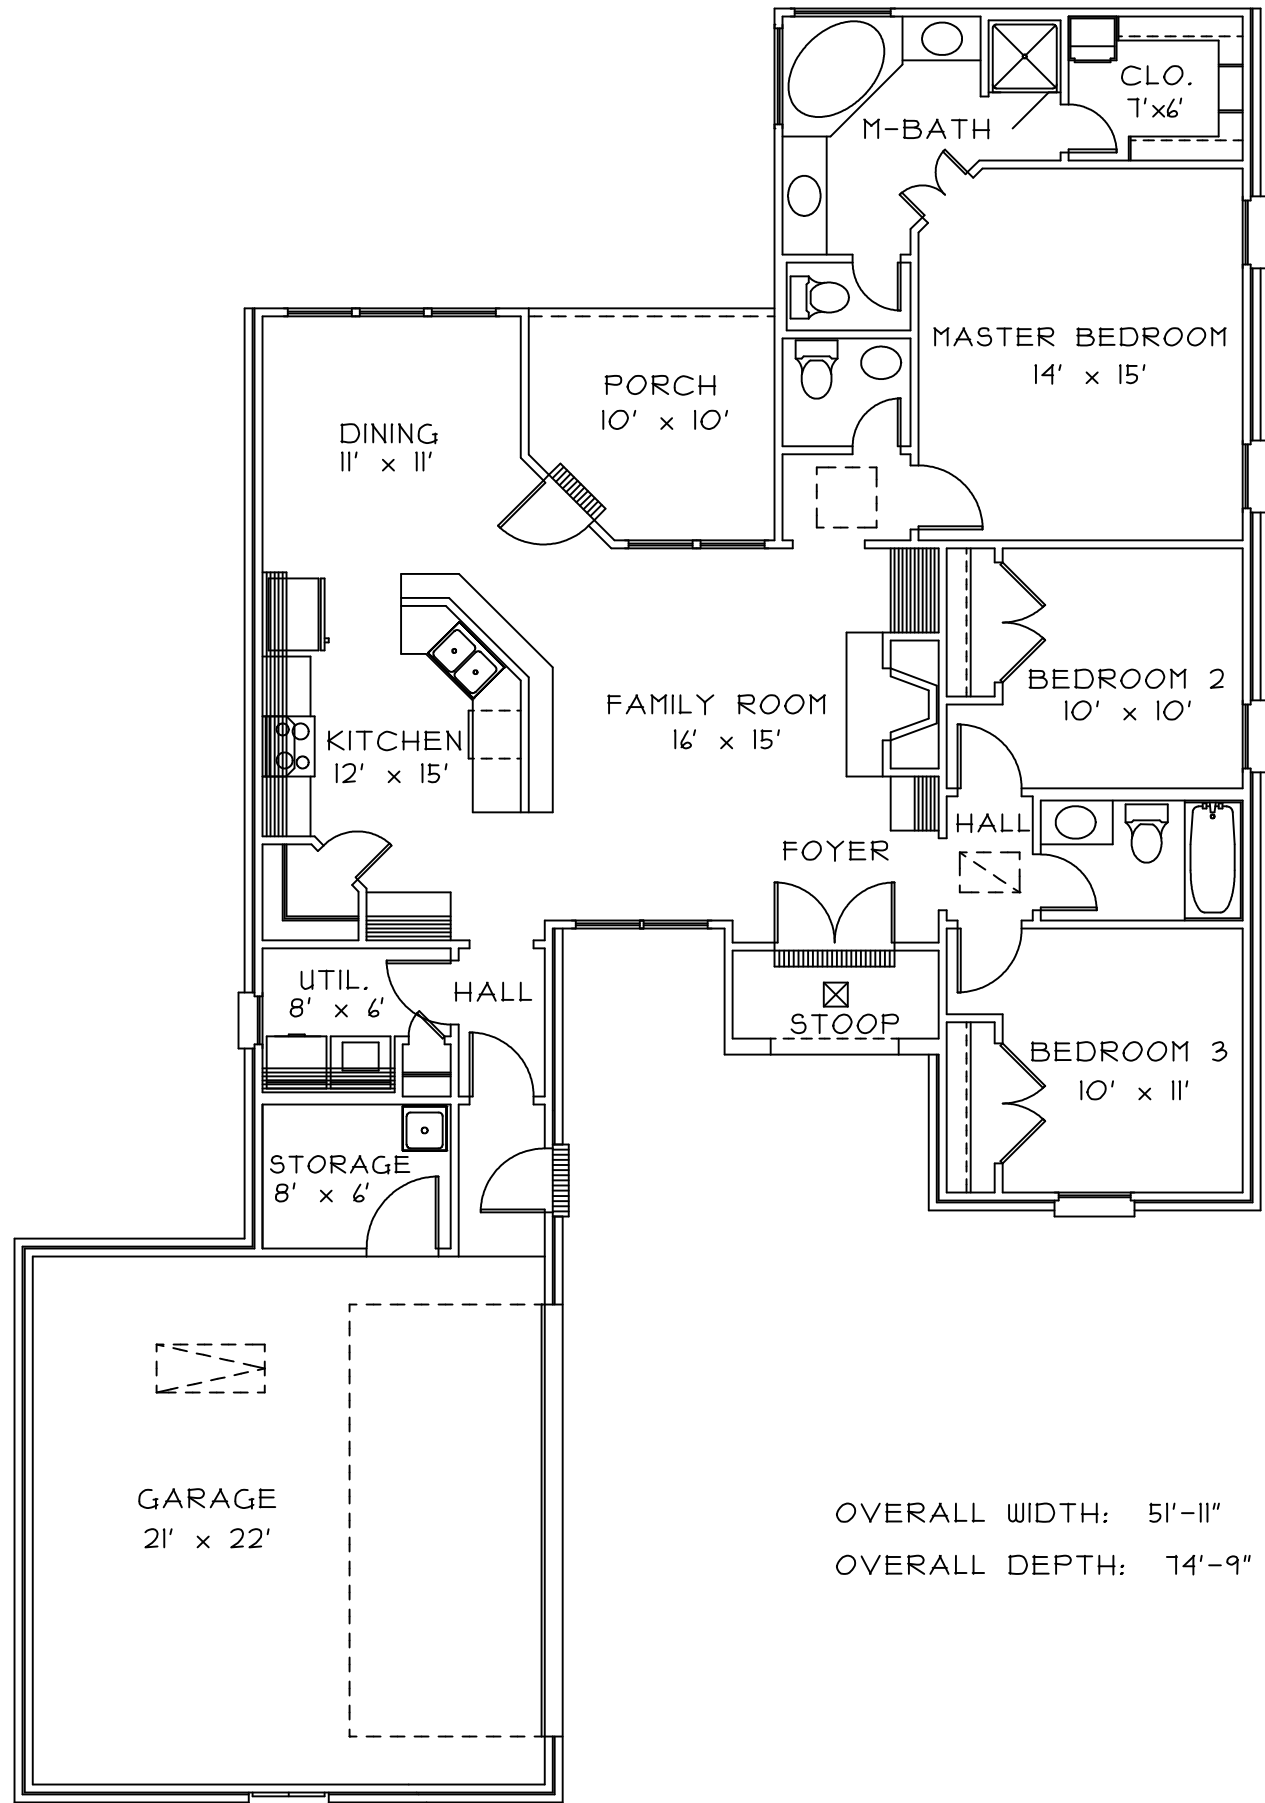 CLO.
7'x6'
M-BATH
MASTER BEDROOM
14' x 15'
PORCH
10' x 10'
DINING
11' x 11'
BEDROOM 2
10' x 10'
FAMILY ROOM
16' x 15'
KITCHEN
12' x 15'
HALL
FOYER
UTIL.
8' x 6'
HALL
STOOP
BEDROOM 3
10' x 11'
STORAGE
8' x 6'
GARAGE
21' x 22'
OVERALL WIDTH: 51'-11"
OVERALL DEPTH: 74'-9"